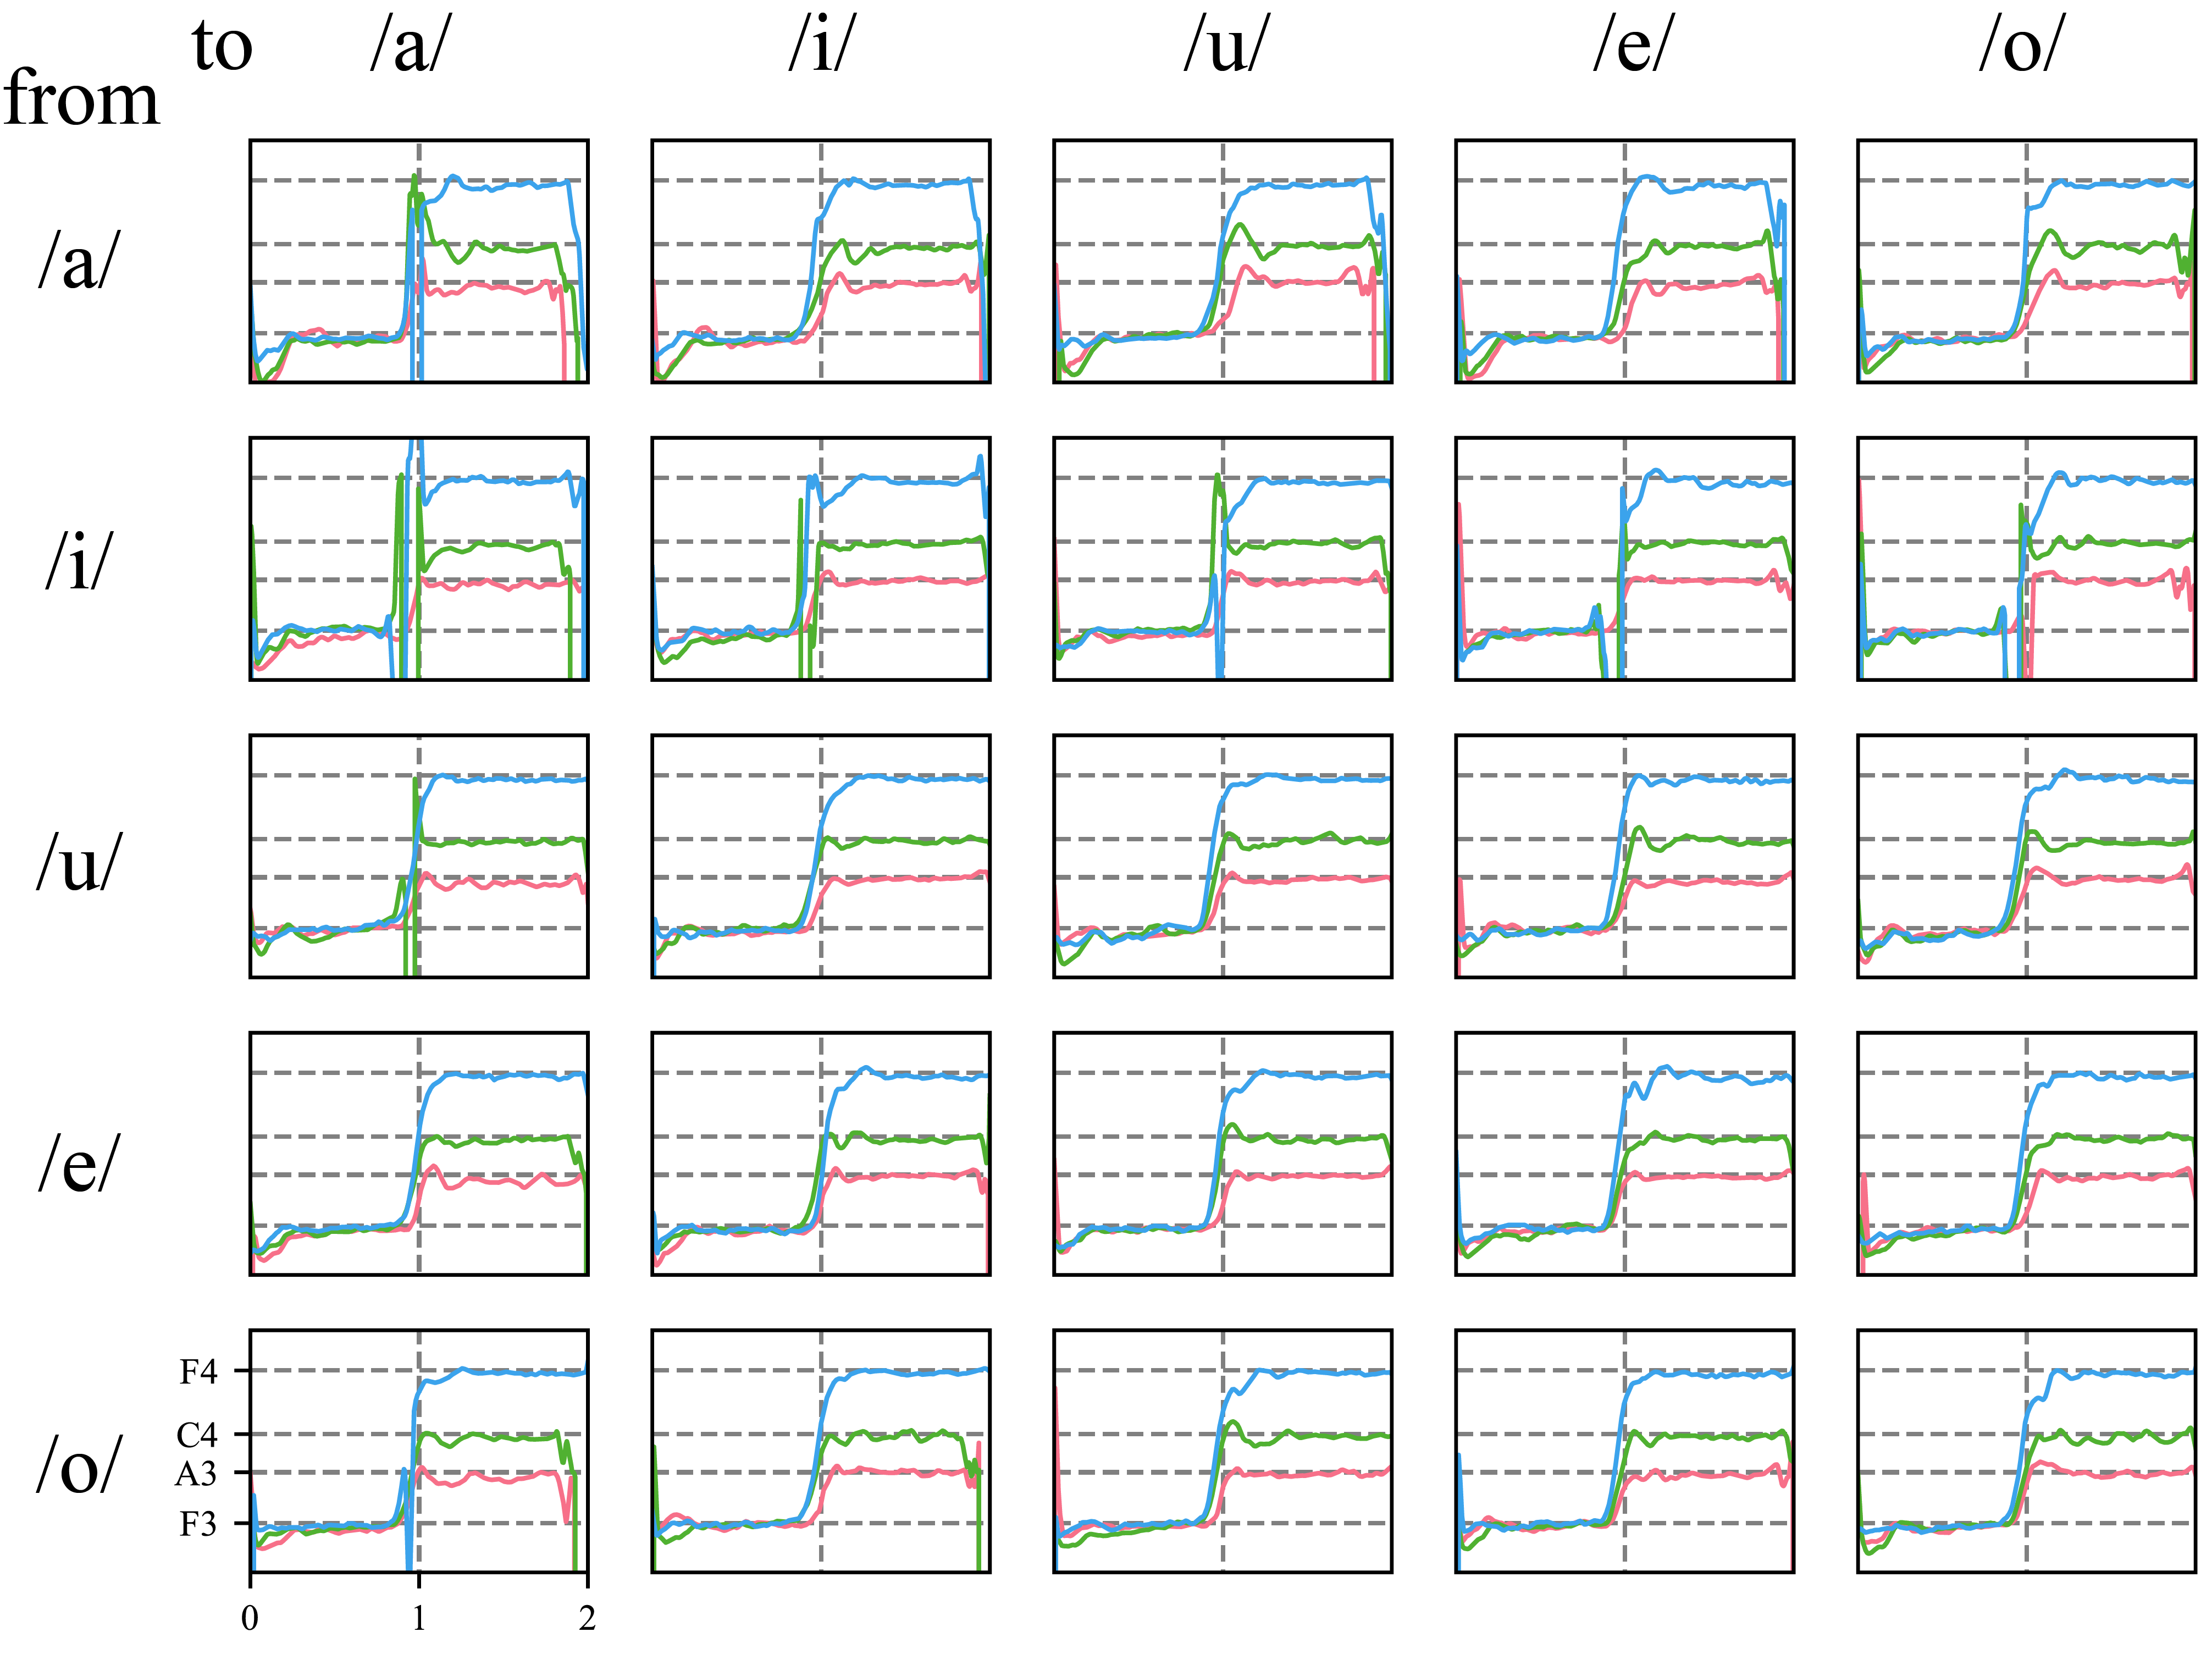 to /a/ /i/ /u/ /e/ /o/
from
/a/
/i/
/u/
/e/
/o/
F4
C4
A3
F3
0 1 2